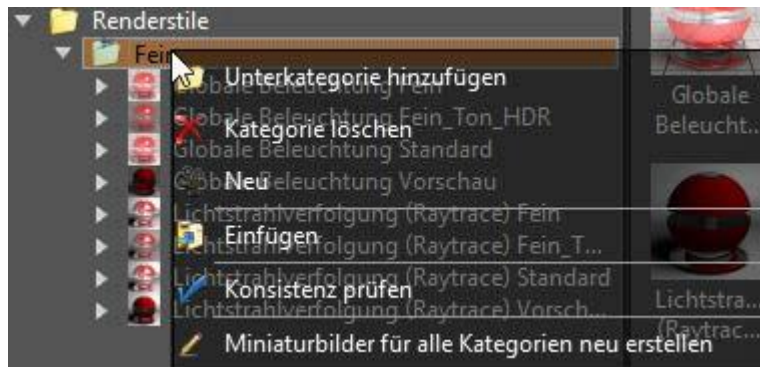 Renderstile
Fein
Unterkategorie hinzufügen
Globale Beleuchtung Fein
Globale Beleuchtung Fein_Ton_HDR
Kategorie löschen
Globale Beleuchtung Standard
Neu
Globale Beleuchtung Vorschau
Lichtstrahlverfolgung (Raytrace) Fein
Einfügen
Lichtstrahlverfolgung (Raytrace) Fein_T...
Lichtstrahlverfolgung (Raytrace) Standard
Konsistenz prüfen
Lichtstrahlverfolgung (Raytrace) Vorsch...
Miniaturbilder für alle Kategorien neu erstellen
Globale
Beleucht...
Lichtstra...
(Raytrac...